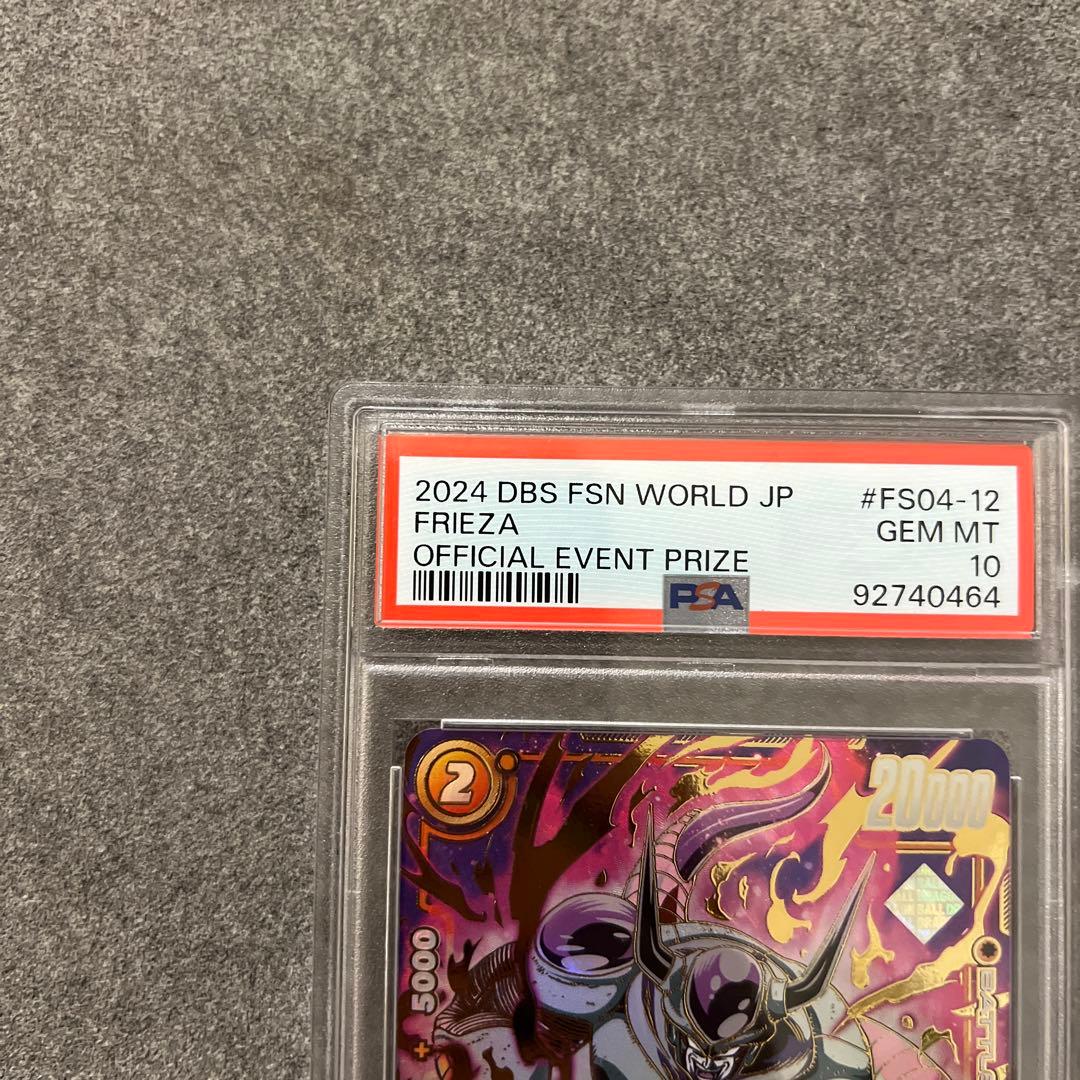 2024 DBS FSN WORLD JP #FS04-12
FRIEZA GEM MT
OFFICIAL EVENT PRIZE 10
PSA 92740464
2
20000
+ 5000